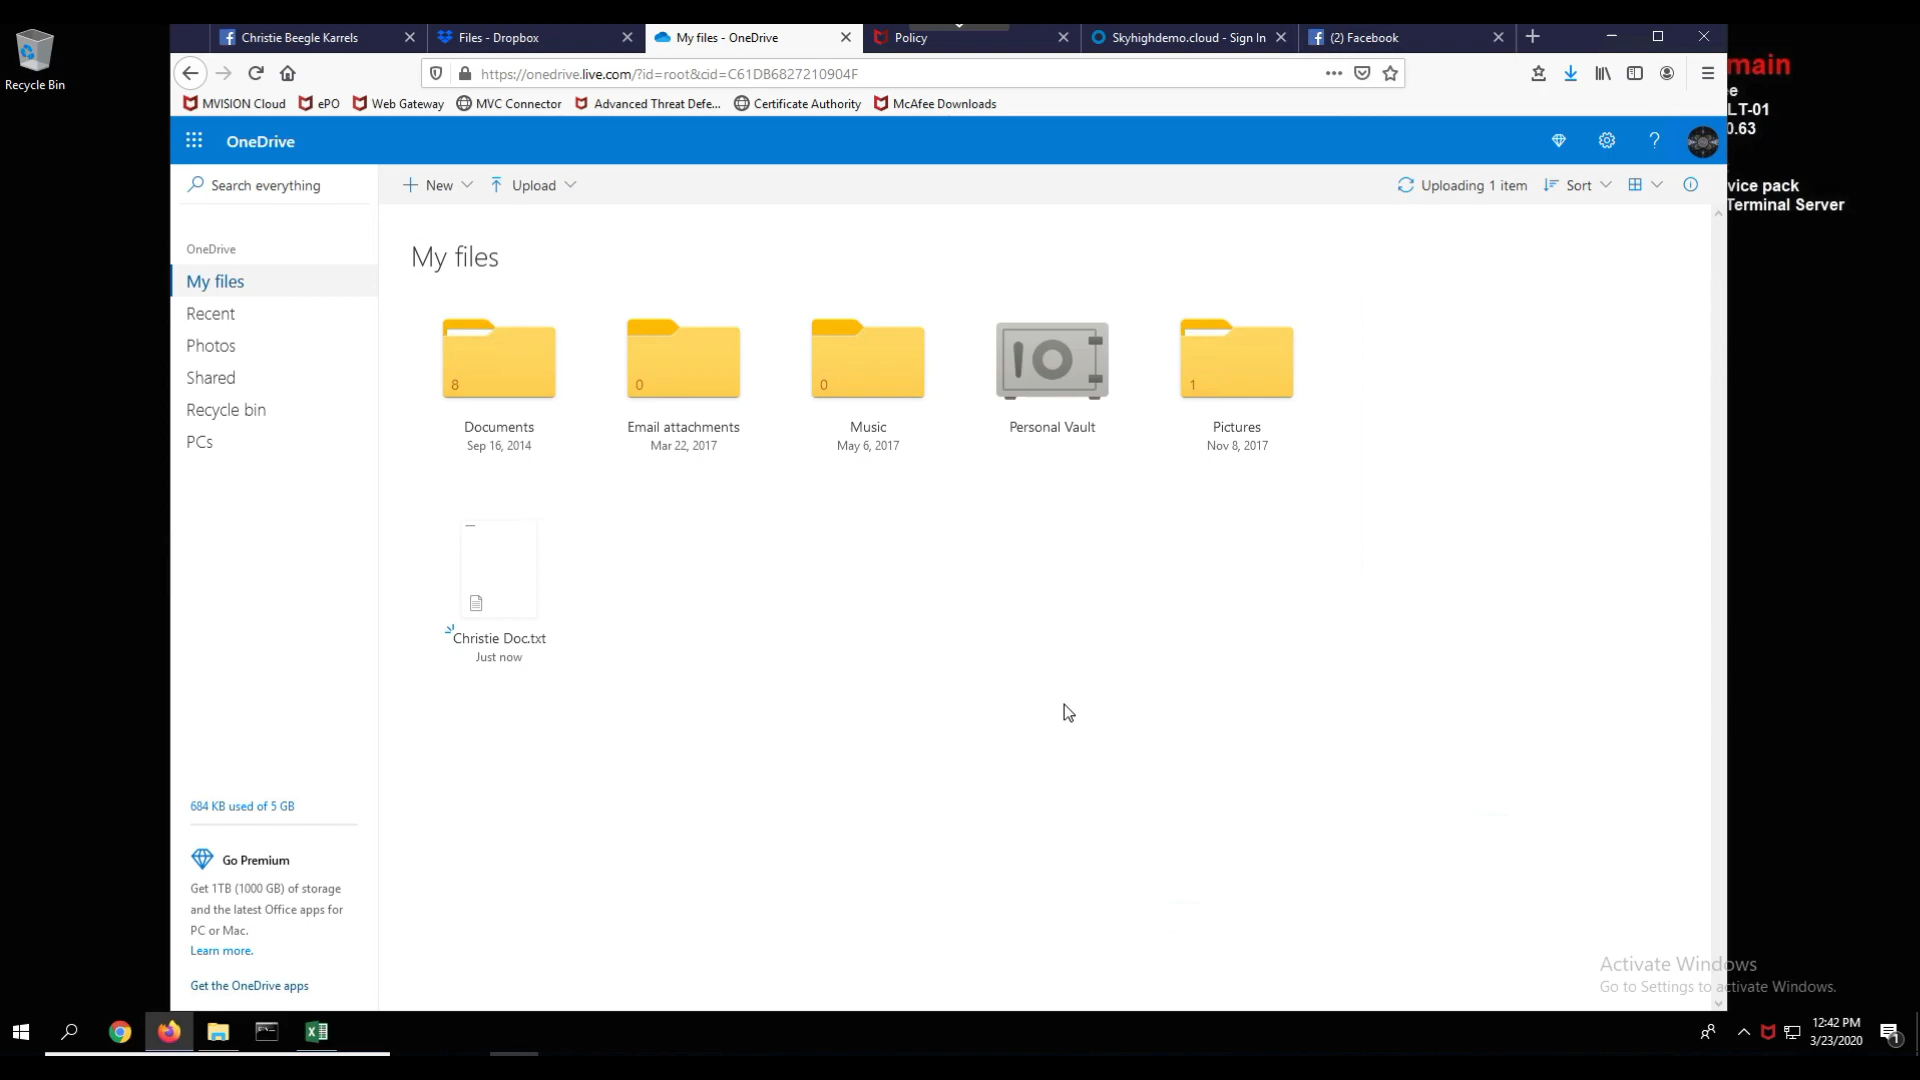 Recycle Bin
Christie Beegle Karrels
Files - Dropbox
My files - OneDrive
Policy
Skyhighdemo.cloud - Sign In
(2) Facebook
https://onedrive.live.com/?id=root&cid=C61DB6827210904F
MVISION Cloud
ePO
Web Gateway
MVC Connector
Advanced Threat Defe...
Certificate Authority
McAfee Downloads
main
e
LT-01
0.63
vice pack
Terminal Server
OneDrive
Search everything
New
Upload
Uploading 1 item
Sort
OneDrive
My files
Recent
Photos
Shared
Recycle bin
PCs
My files
8
0
0
1
Documents
Email attachments
Music
Personal Vault
Pictures
Sep 16, 2014
Mar 22, 2017
May 6, 2017
Nov 8, 2017
Christie Doc.txt
Just now
684 KB used of 5 GB
Go Premium
Get 1TB (1000 GB) of storage
and the latest Office apps for
PC or Mac.
Learn more.
Get the OneDrive apps
Activate Windows
Go to Settings to activate Windows.
12:42 PM
3/23/2020
1